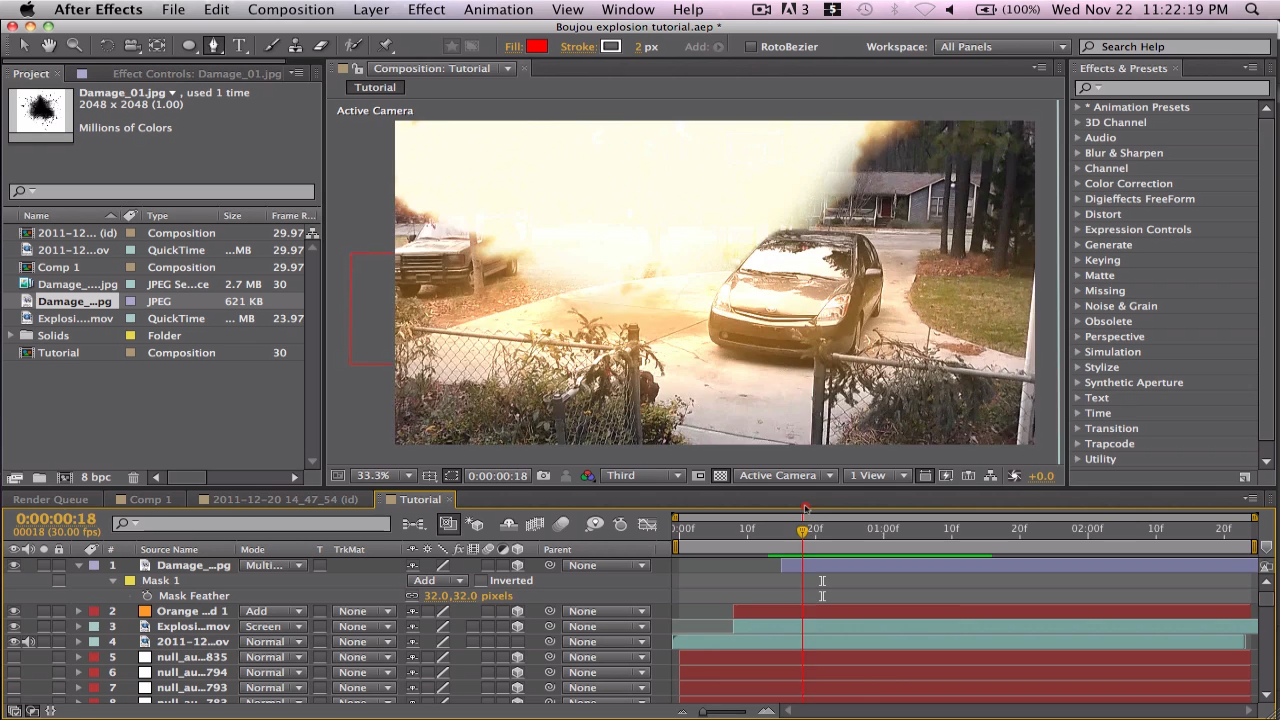 After Effects File Edit Composition Layer Effect Animation View Window Help 3 5 (100%) Wed Nov 22 11:22:19 PM
Boujou explosion tutorial.aep *
Fill: Stroke: 2 px Add: RotoBezier Workspace: All Panels Search Help
Project Effect Controls: Damage_01.jpg Composition: Tutorial Effects & Presets
Damage_01.jpg , used 1 time
2048 x 2048 (1.00)
Millions of Colors
Tutorial
Active Camera
Name Type Size Frame R...
2011-12... (id) Composition 29.97
2011-12...ov QuickTime ...MB 29.97
Comp 1 Composition 29.97
Damage_....jpg JPEG Se...ce 2.7 MB 30
Damage_...pg JPEG 621 KB
Explosi....mov QuickTime ... MB 23.97
Solids Folder
Tutorial Composition 30
8 bpc
33.3% 0:00:00:18 Third Active Camera 1 View +0.0
* Animation Presets
3D Channel
Audio
Blur & Sharpen
Channel
Color Correction
Digieffects FreeForm
Distort
Expression Controls
Generate
Keying
Matte
Missing
Noise & Grain
Obsolete
Perspective
Simulation
Stylize
Synthetic Aperture
Text
Time
Transition
Trapcode
Utility
Render Queue Comp 1 2011-12-20 14_47_54 (id) Tutorial
0:00:00:18
00018 (30.00 fps)
):00f 10f 20f 01:00f 10f 20f 02:00f 10f 20f
# Source Name Mode T TrkMat Parent
1 Damage_...pg Multi... None
Mask 1 Add Inverted
Mask Feather 32.0,32.0 pixels
2 Orange ...d 1 Add None None
3 Explosi...mov Screen None None
4 2011-12...ov Normal None None
5 null_au...835 Normal None None
6 null_au...794 Normal None None
7 null_au...793 Normal None None